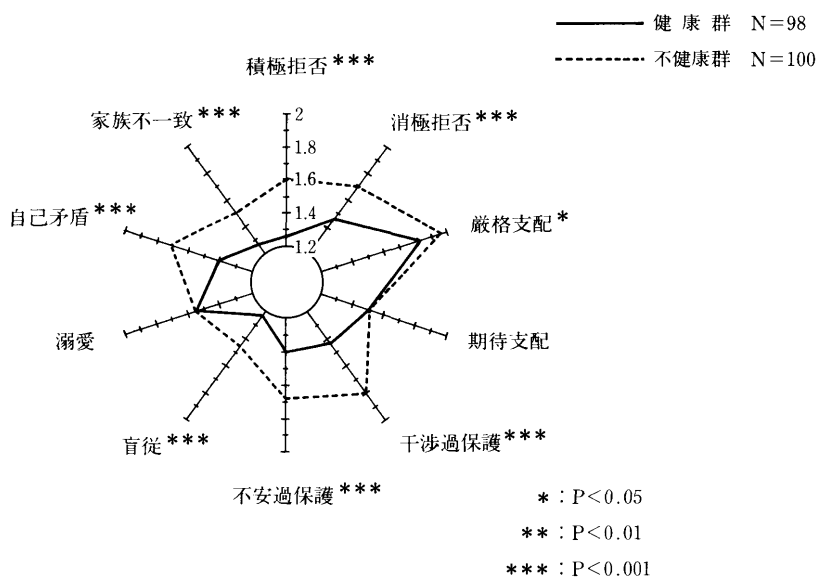 健康群 N=98
不健康群 N=100
積極拒否***
家族不一致***
消極拒否***
自己矛盾***
厳格支配*
溺愛
期待支配
盲従***
干渉過保護***
不安過保護***
2
1.8
1.6
1.4
1.2
*:P<0.05
**:P<0.01
***:P<0.001